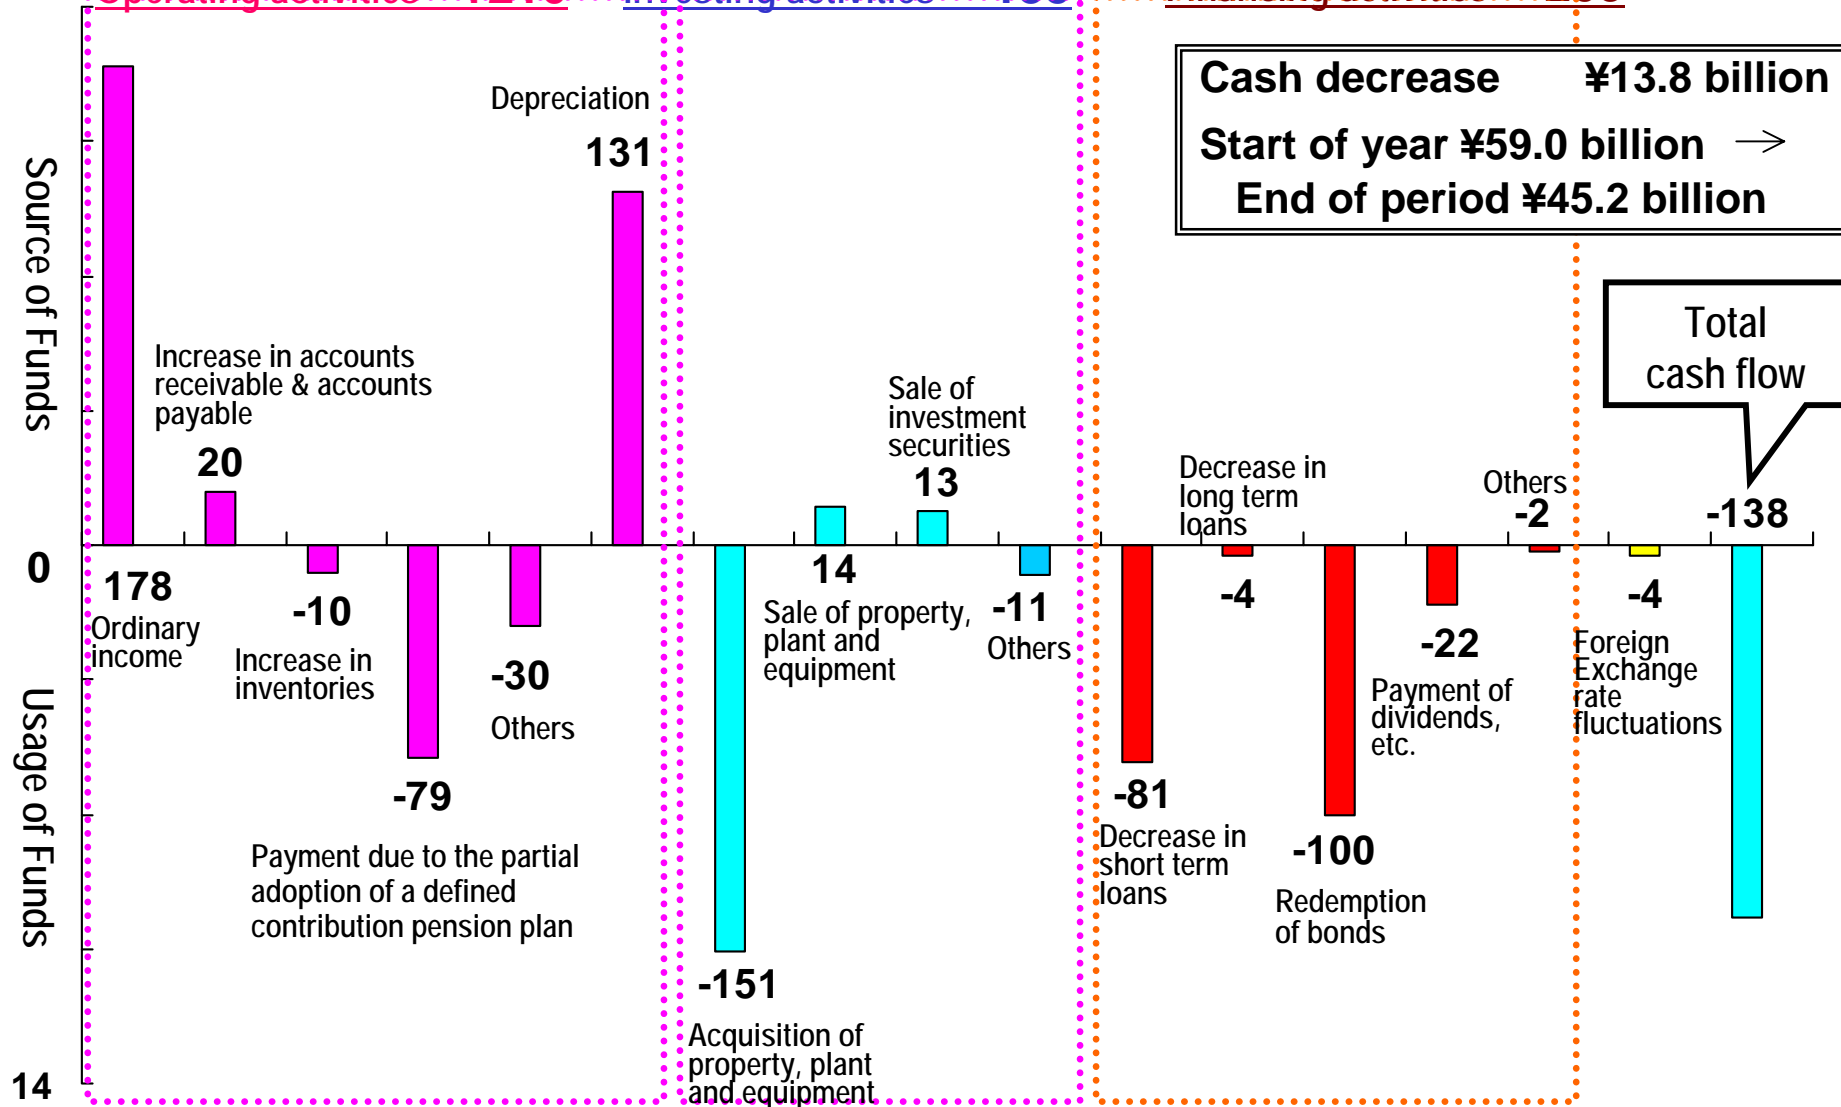 Depreciation
131
Cash decrease ¥13.8 billion
Start of year ¥59.0 billion →
End of period ¥45.2 billion
Source of Funds
Total
cash flow
Increase in accounts
receivable & accounts
payable
20
Sale of
investment
securities
13
Decrease in
long term
loans
Others
-2
-138
0
178
Ordinary
income
-10
Increase in
inventories
-30
Others
-79
Payment due to the partial
adoption of a defined
contribution pension plan
14
Sale of property,
plant and
equipment
-11
Others
-4
-22
Payment of
dividends,
etc.
-4
Foreign
Exchange
rate
fluctuations
-81
Decrease in
short term
loans
-100
Redemption
of bonds
Usage of Funds
-151
Acquisition of
property, plant
and equipment
14